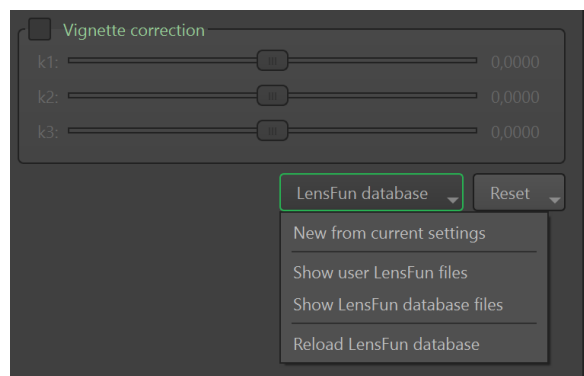 Vignette correction
k1: 0,0000
k2: 0,0000
k3: 0,0000
LensFun database Reset
New from current settings
Show user LensFun files
Show LensFun database files
Reload LensFun database